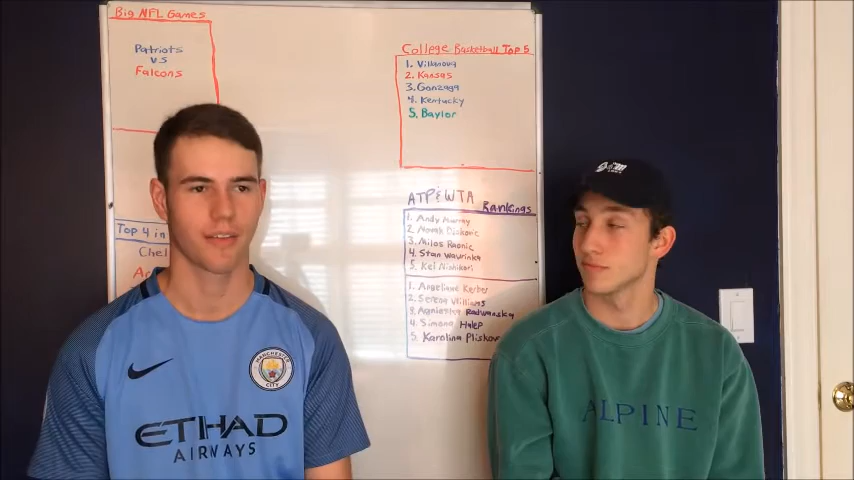 Big NFL Games
Patriots
vs
Falcons
College Basketball Top 5
1. Villanova
2. Kansas
3. Gonzaga
4. Kentucky
5. Baylor
ATP & WTA Rankings
1. Andy Murray
2. Novak Djokovic
3. Milos Raonic
4. Stan Wawrinka
5. Kei Nishikori
1. Angelique Kerber
2. Serena Williams
3. Agnieszka Radwanska
4. Simona Halep
5. Karolina Pliskova
Top 4 in
Chel
MANCHESTER
CITY
ETIHAD
AIRWAYS
ALPINE